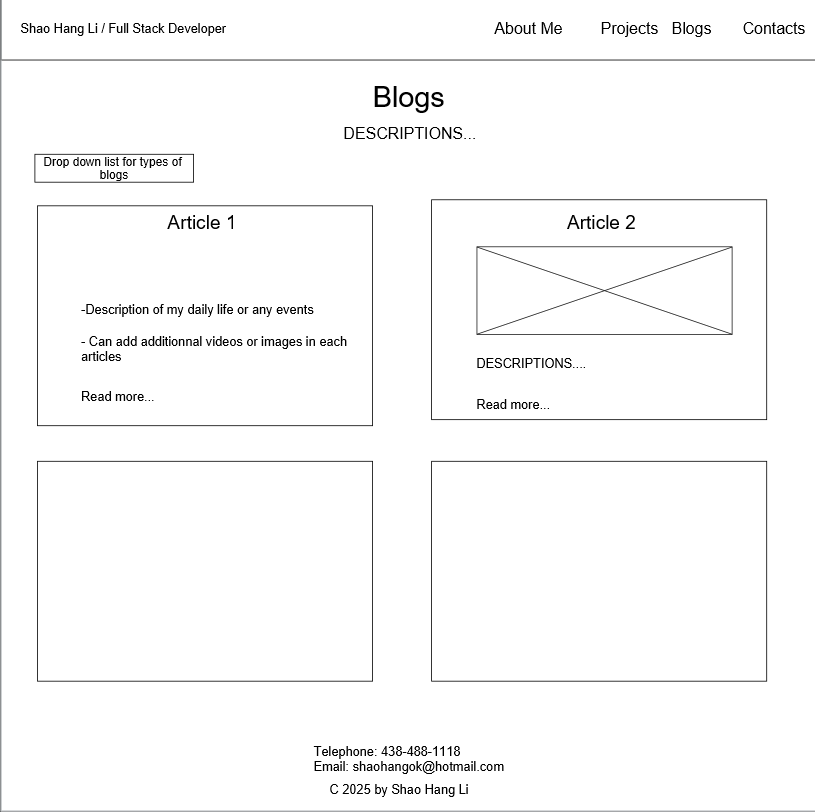 Shao Hang Li / Full Stack Developer
About Me
Projects
Blogs
Contacts
Blogs
DESCRIPTIONS...
Drop down list for types of
blogs
Article 1
-Description of my daily life or any events
- Can add additionnal videos or images in each
articles
Read more...
Article 2
DESCRIPTIONS....
Read more...
Telephone: 438-488-1118
Email: shaohangok@hotmail.com
C 2025 by Shao Hang Li